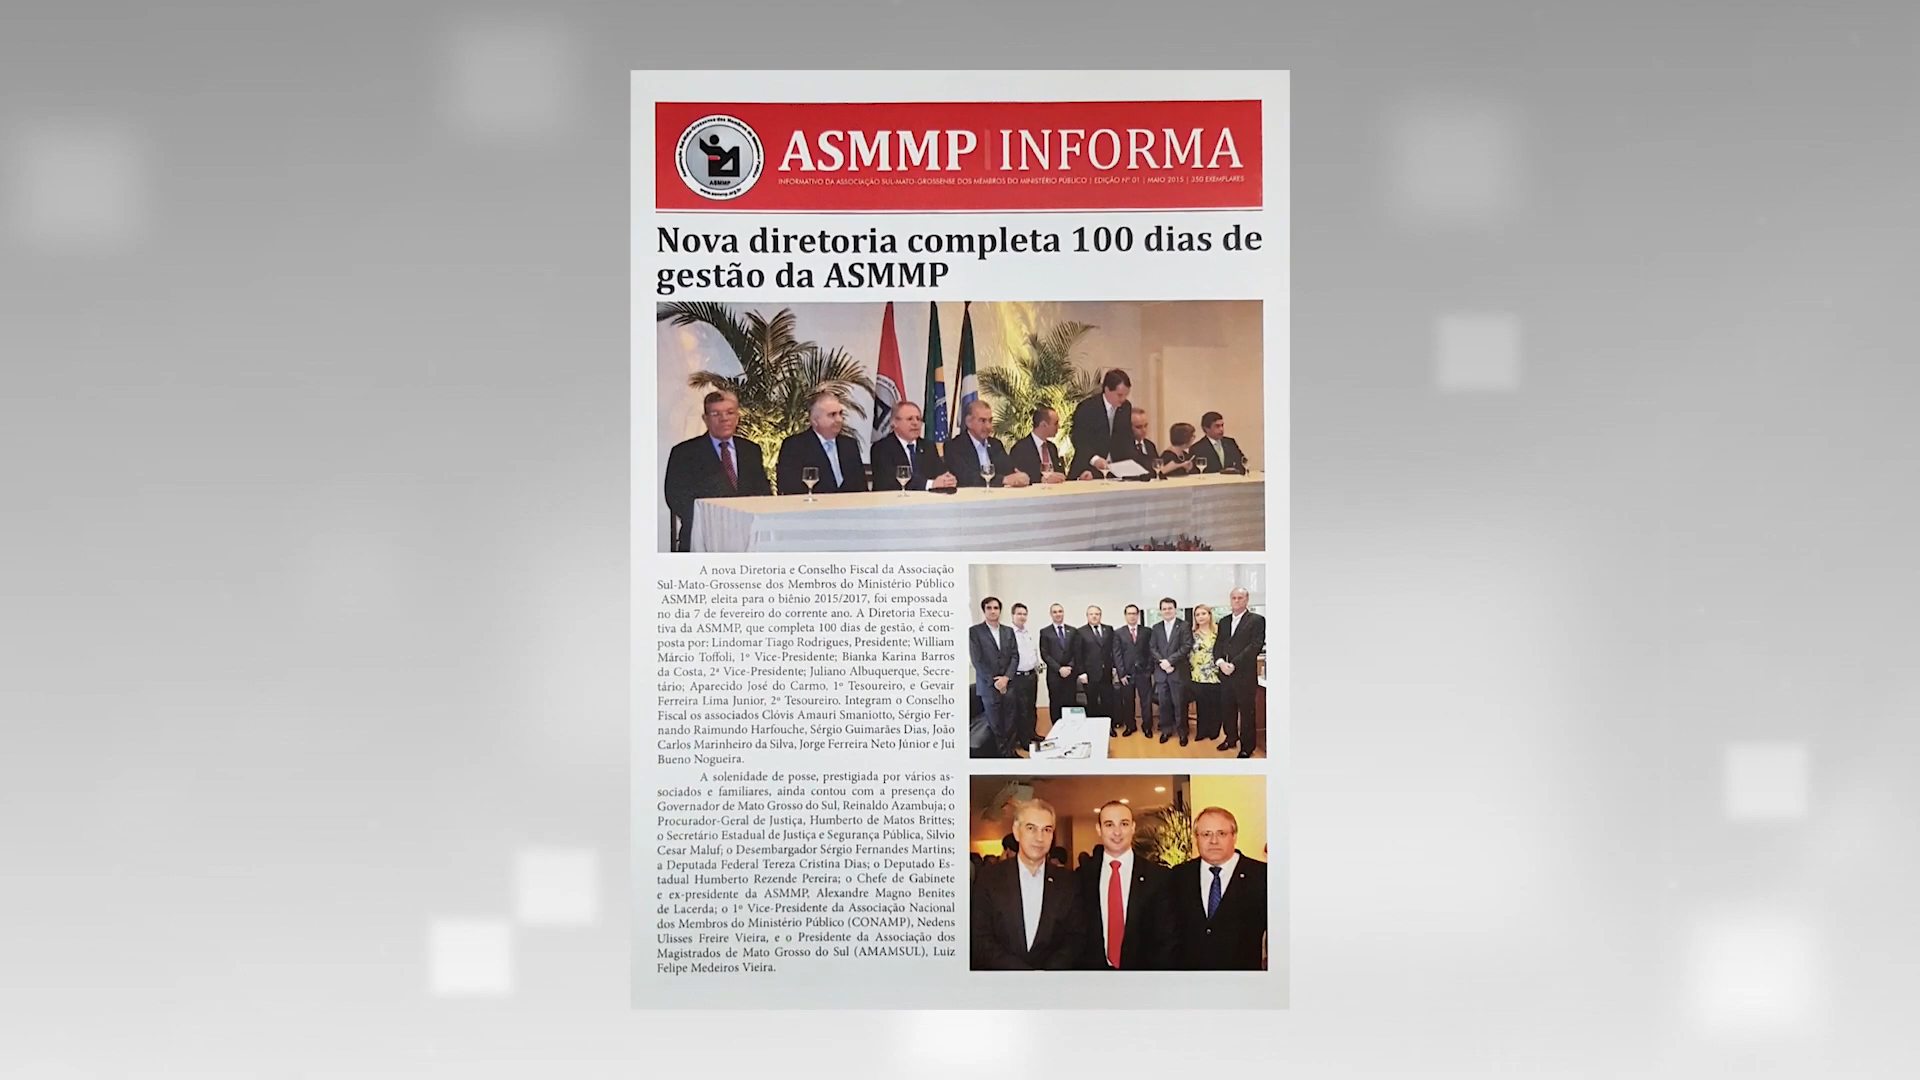 ASMMP
www.asmmp.org.br
ASMMP | INFORMA
INFORMATIVO DA ASSOCIAÇÃO SUL-MATO-GROSSENSE DOS MEMBROS DO MINISTÉRIO PÚBLICO | EDIÇÃO Nº 01 | MAIO 2015 | 350 EXEMPLARES
Nova diretoria completa 100 dias de
gestão da ASMMP
A nova Diretoria e Conselho Fiscal da Associação
Sul-Mato-Grossense dos Membros do Ministério Público
ASMMP, eleita para o biênio 2015/2017, foi empossada
no dia 7 de fevereiro do corrente ano. A Diretoria Execu-
tiva da ASMMP, que completa 100 dias de gestão, é com-
posta por: Lindomar Tiago Rodrigues, Presidente; William
Márcio Toffoli, 1º Vice-Presidente; Bianka Karina Barros
da Costa, 2ª Vice-Presidente; Juliano Albuquerque, Secre-
tário; Aparecido José do Carmo, 1º Tesoureiro, e Gevair
Ferreira Lima Junior, 2º Tesoureiro. Integram o Conselho
Fiscal os associados Clóvis Amauri Smaniotto, Sérgio Fer-
nando Raimundo Harfouche, Sérgio Guimarães Dias, João
Carlos Marinheiro da Silva, Jorge Ferreira Neto Júnior e Jui
Bueno Nogueira.
A solenidade de posse, prestigiada por vários as-
sociados e familiares, ainda contou com a presença do
Governador de Mato Grosso do Sul, Reinaldo Azambuja; o
Procurador-Geral de Justiça, Humberto de Matos Brittes;
o Secretário Estadual de Justiça e Segurança Pública, Silvio
Cesar Maluf; o Desembargador Sérgio Fernandes Martins;
a Deputada Federal Tereza Cristina Dias; o Deputado Es-
tadual Humberto Rezende Pereira; o Chefe de Gabinete
e ex-presidente da ASMMP, Alexandre Magno Benites
de Lacerda; o 1º Vice-Presidente da Associação Nacional
dos Membros do Ministério Público (CONAMP), Nedens
Ulisses Freire Vieira, e o Presidente da Associação dos
Magistrados de Mato Grosso do Sul (AMAMSUL), Luiz
Felipe Medeiros Vieira.